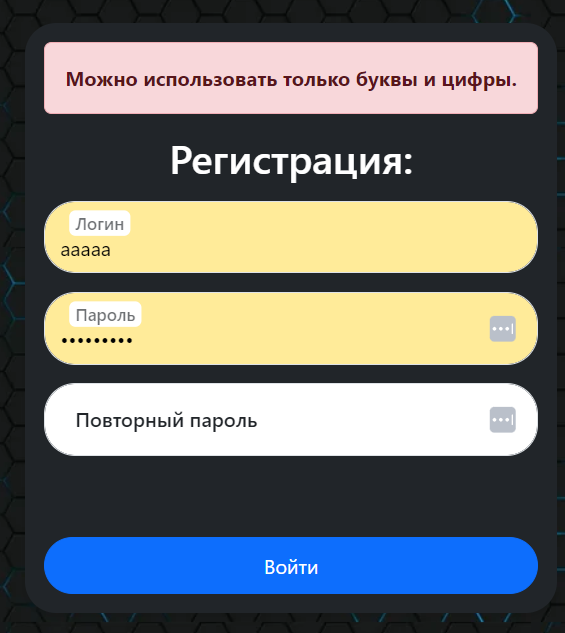 Можно использовать только буквы и цифры.
Регистрация:
Логин
ааааа
Пароль
•••••••••
Повторный пароль
Войти